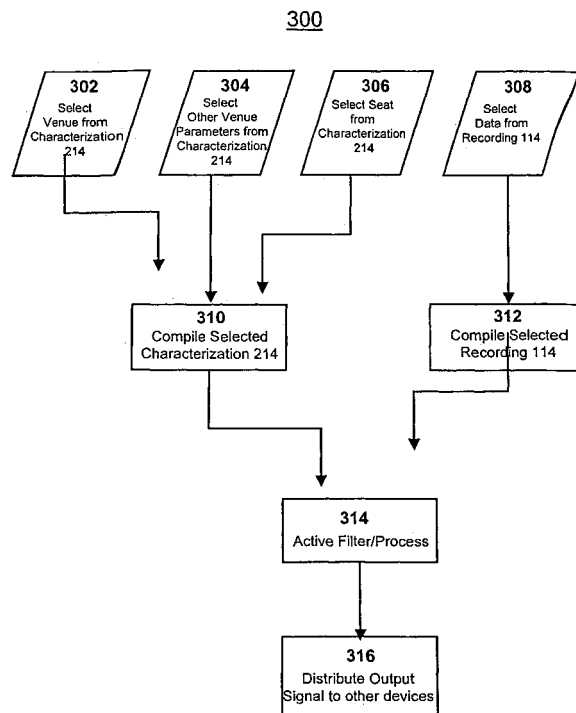 300
302
Select
Venue from
Characterization
214
304
Select
Other Venue
Parameters from
Characterization
214
306
Select Seat
from
Characterization
214
308
Select
Data from
Recording 114
310
Compile Selected
Characterization 214
312
Compile Selected
Recording 114
314
Active Filter/Process
316
Distribute Output
Signal to other devices